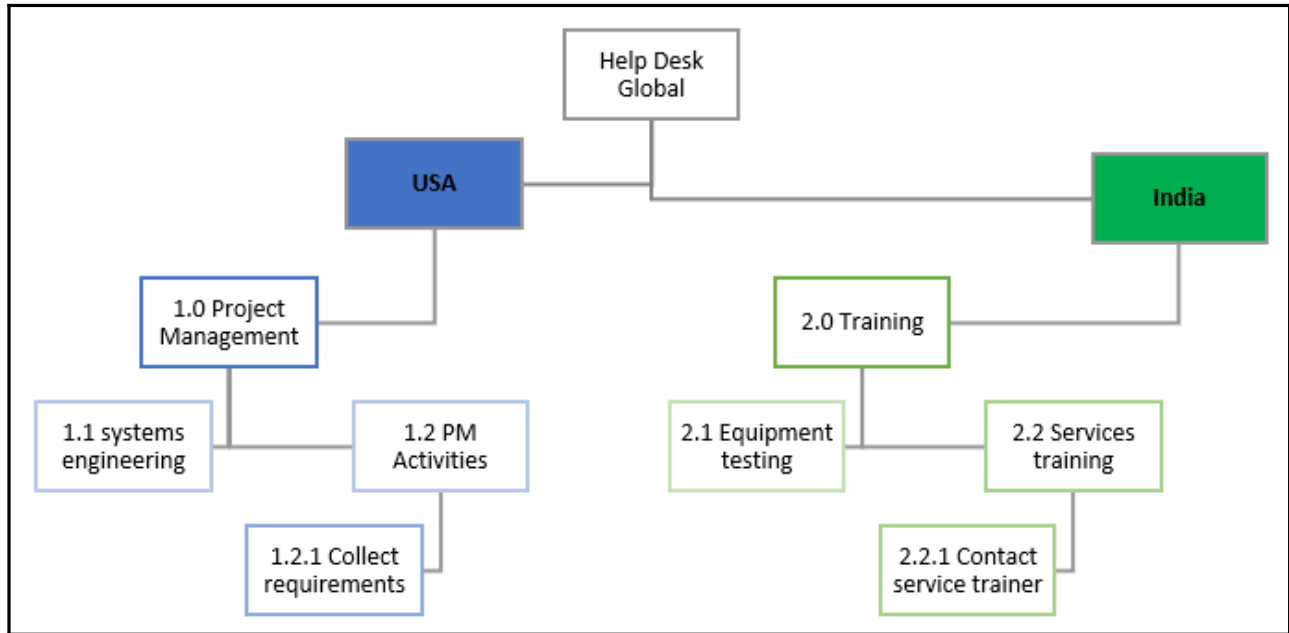 Help Desk
Global
USA
India
1.0 Project
Management
2.0 Training
1.1 systems
engineering
1.2 PM
Activities
2.1 Equipment
testing
2.2 Services
training
1.2.1 Collect
requirements
2.2.1 Contact
service trainer